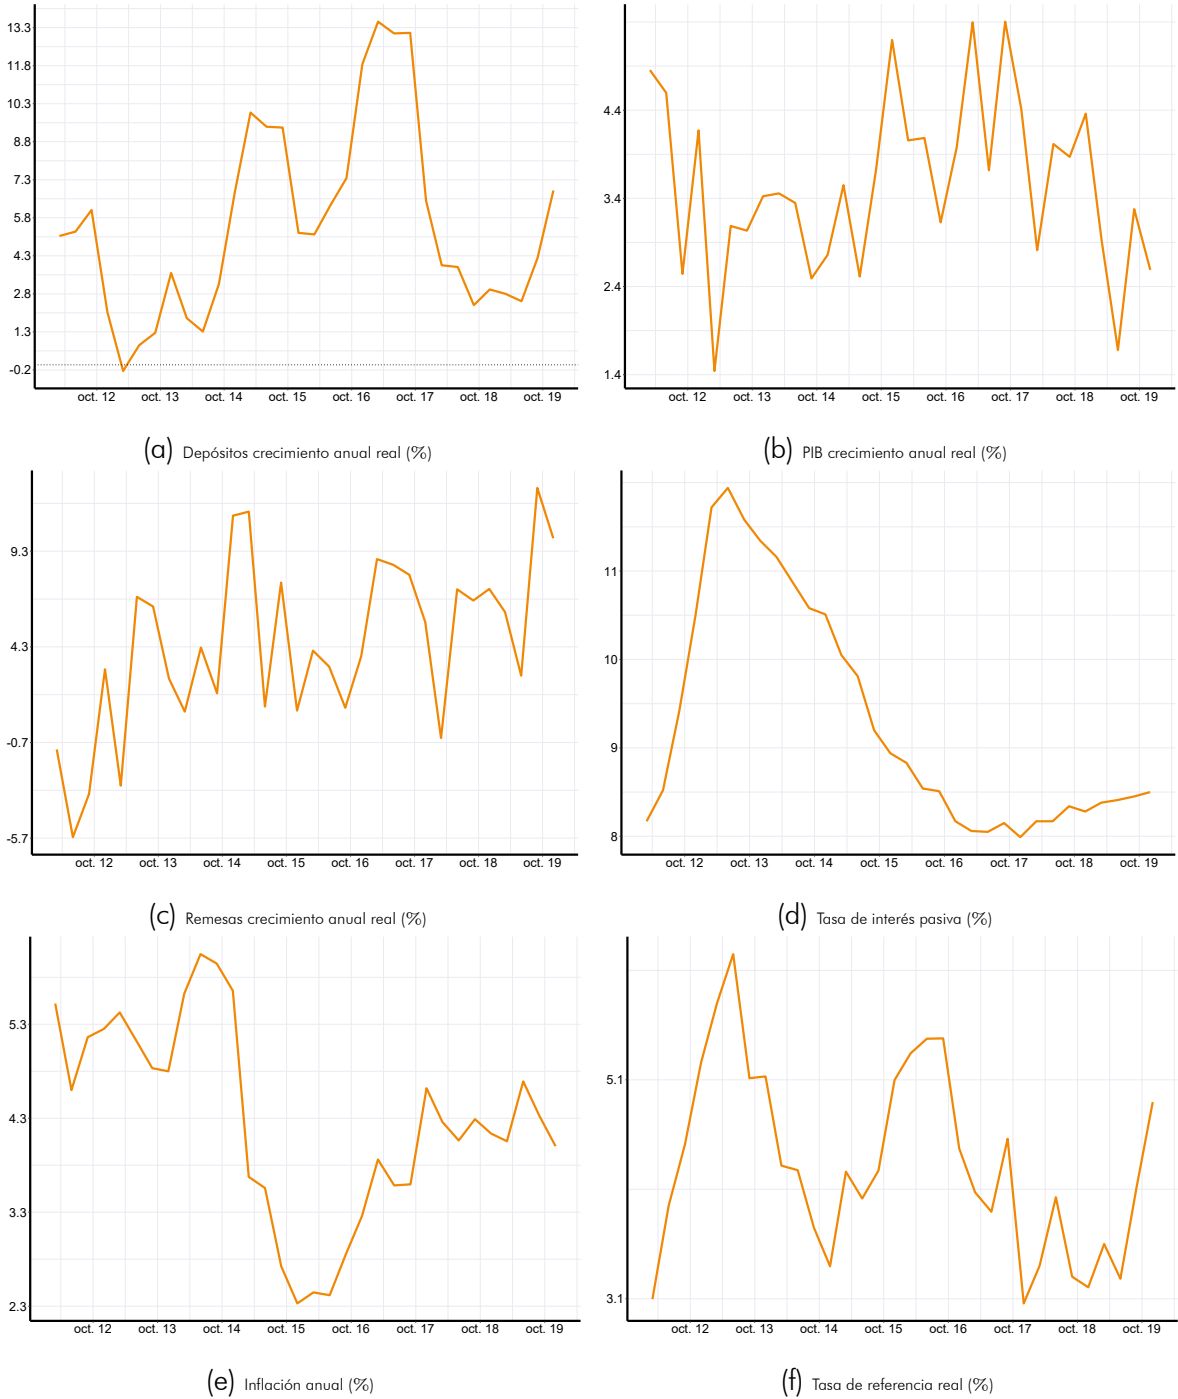 13.3
11.8
10.3
8.8
7.3
5.8
4.3
2.8
1.3
-0.2
oct. 12 oct. 13 oct. 14 oct. 15 oct. 16 oct. 17 oct. 18 oct. 19
(a) Depósitos crecimiento anual real (%)
4.4
3.4
2.4
1.4
oct. 12 oct. 13 oct. 14 oct. 15 oct. 16 oct. 17 oct. 18 oct. 19
(b) PIB crecimiento anual real (%)
9.3
4.3
-0.7
-5.7
oct. 12 oct. 13 oct. 14 oct. 15 oct. 16 oct. 17 oct. 18 oct. 19
(c) Remesas crecimiento anual real (%)
11
10
9
8
oct. 12 oct. 13 oct. 14 oct. 15 oct. 16 oct. 17 oct. 18 oct. 19
(d) Tasa de interés pasiva (%)
5.3
4.3
3.3
2.3
oct. 12 oct. 13 oct. 14 oct. 15 oct. 16 oct. 17 oct. 18 oct. 19
(e) Inflación anual (%)
5.1
3.1
oct. 12 oct. 13 oct. 14 oct. 15 oct. 16 oct. 17 oct. 18 oct. 19
(f) Tasa de referencia real (%)